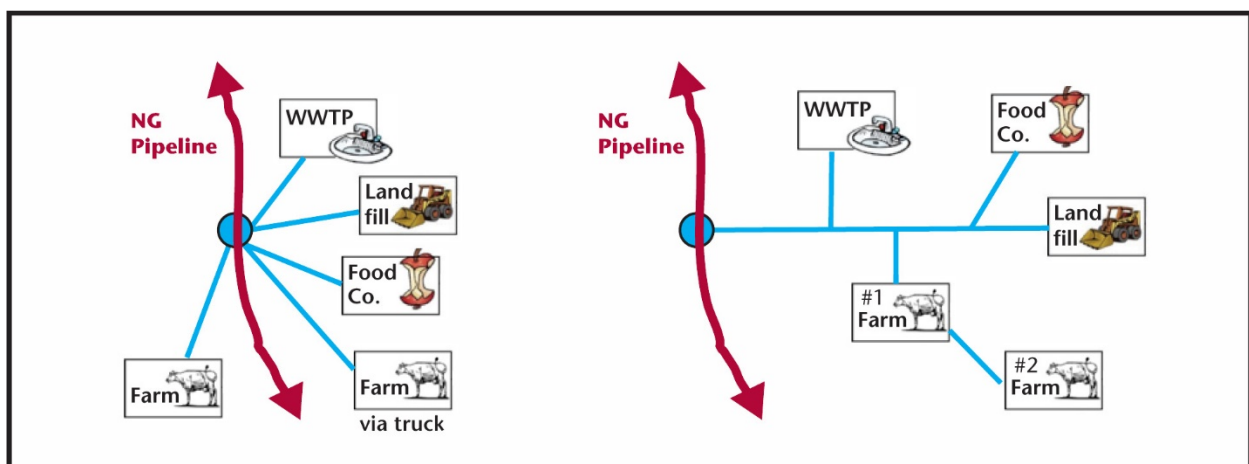 NG
Pipeline
WWTP
Land
fill
Food
Co.
Farm
Farm
via truck
NG
Pipeline
WWTP
Food
Co.
Land
fill
#1
Farm
#2
Farm